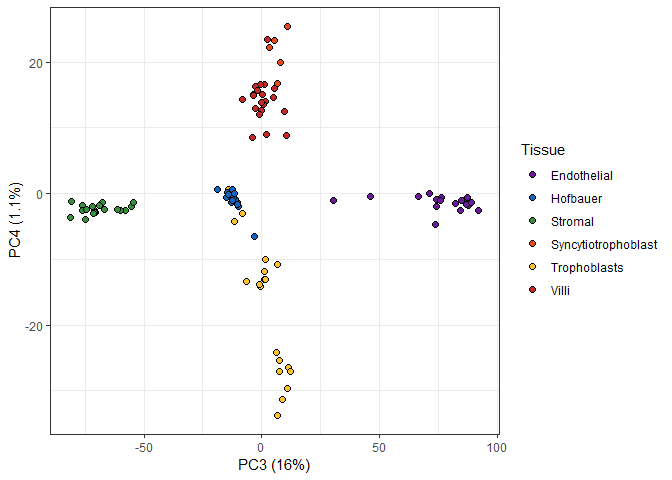 20
0
-20
PC4 (1.1%)
-50
0
50
100
PC3 (16%)
Tissue
Endothelial
Hofbauer
Stromal
Syncytiotrophoblast
Trophoblasts
Villi